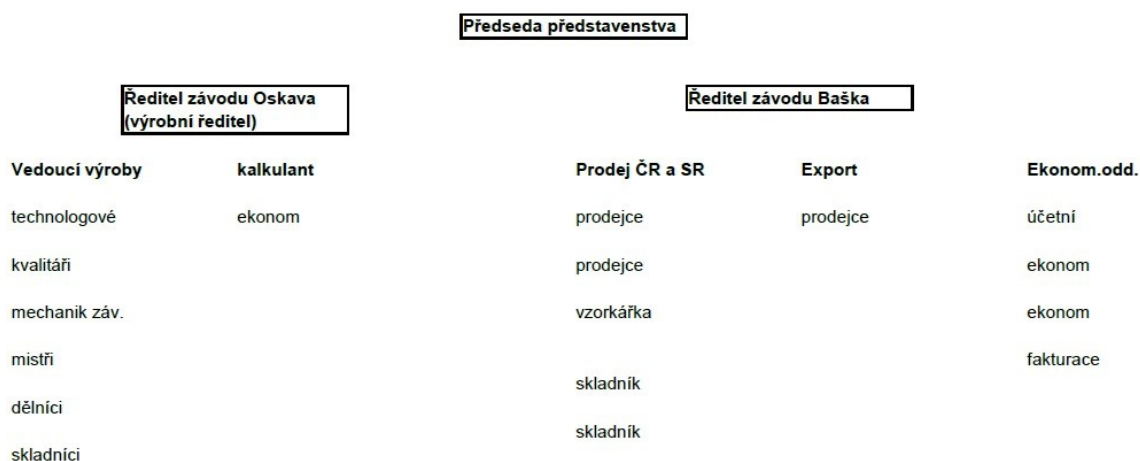 Předseda představenstva
Ředitel závodu Oskava
(výrobní ředitel)
Ředitel závodu Baška
Vedoucí výroby kalkulant Prodej ČR a SR Export Ekonom.odd.
technologové ekonom prodejce prodejce účetní
kvalitáři prodejce ekonom
mechanik záv. vzorkářka ekonom
mistři fakturace
skladník
dělníci
skladník
skladníci